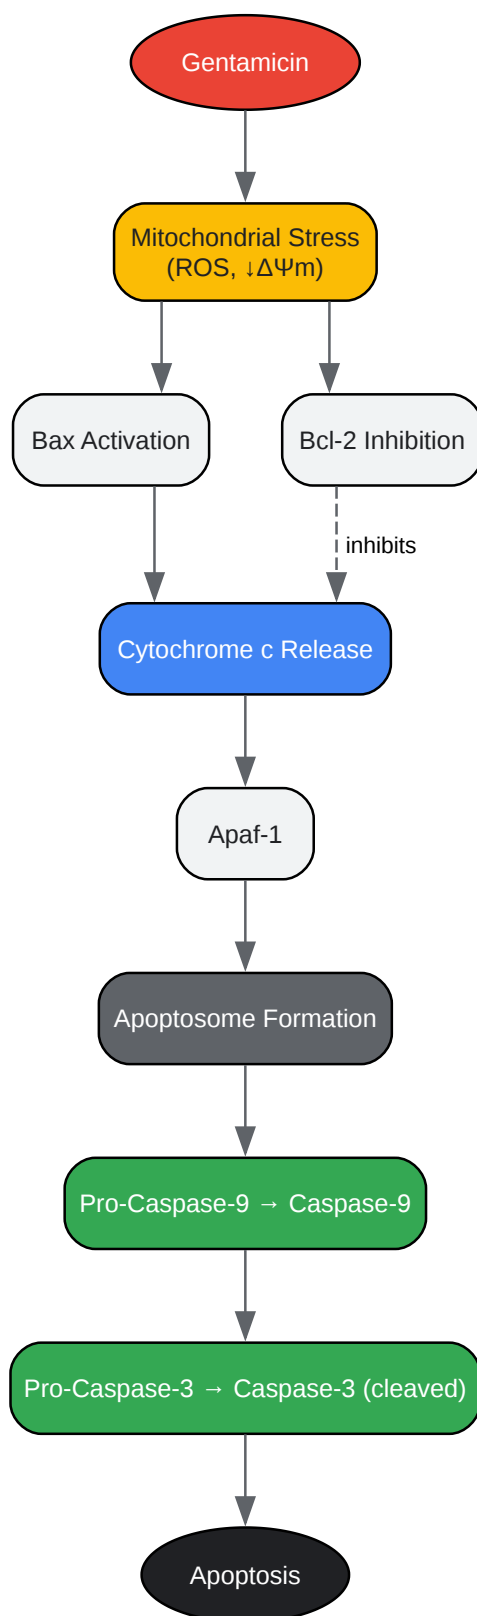 Gentamicin
Mitochondrial Stress
(ROS, ↓ΔΨm)
Bax Activation
Bcl-2 Inhibition
inhibits
Cytochrome c Release
Apaf-1
Apoptosome Formation
Pro-Caspase-9 → Caspase-9
Pro-Caspase-3 → Caspase-3 (cleaved)
Apoptosis